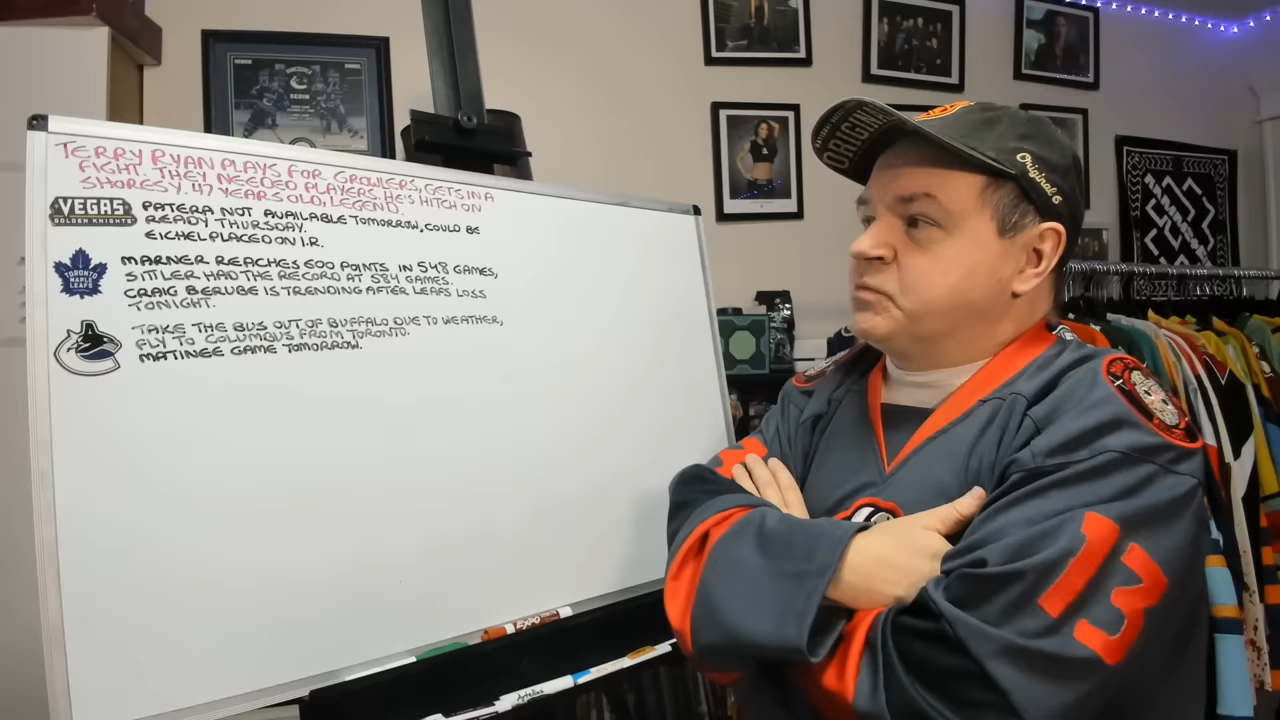 TERRY RYAN PLAYS FOR GROWLERS, GETS IN A
FIGHT. THEY NEEDED PLAYERS. HE'S HITCH ON
SHORESY. 47 YEARS OLD, LEGEND.
VEGAS
GOLDEN KNIGHTS
PATERA NOT AVAILABLE TOMORROW, COULD BE
READY THURSDAY.
EICHEL PLACED ON I.R.
TORONTO
MAPLE
LEAFS
MARNER REACHES 600 POINTS IN 548 GAMES,
SITTLER HAD THE RECORD AT 584 GAMES.
CRAIG BERUBE IS TRENDING AFTER LEAFS LOSS
TONIGHT.
TAKE THE BUS OUT OF BUFFALO DUE TO WEATHER,
FLY TO COLUMBUS FROM TORONTO.
MATINEE GAME TOMORROW.
VANCOUVER
SEDIN
ORIGINAL
Original 6
13
EXPO
Artellius